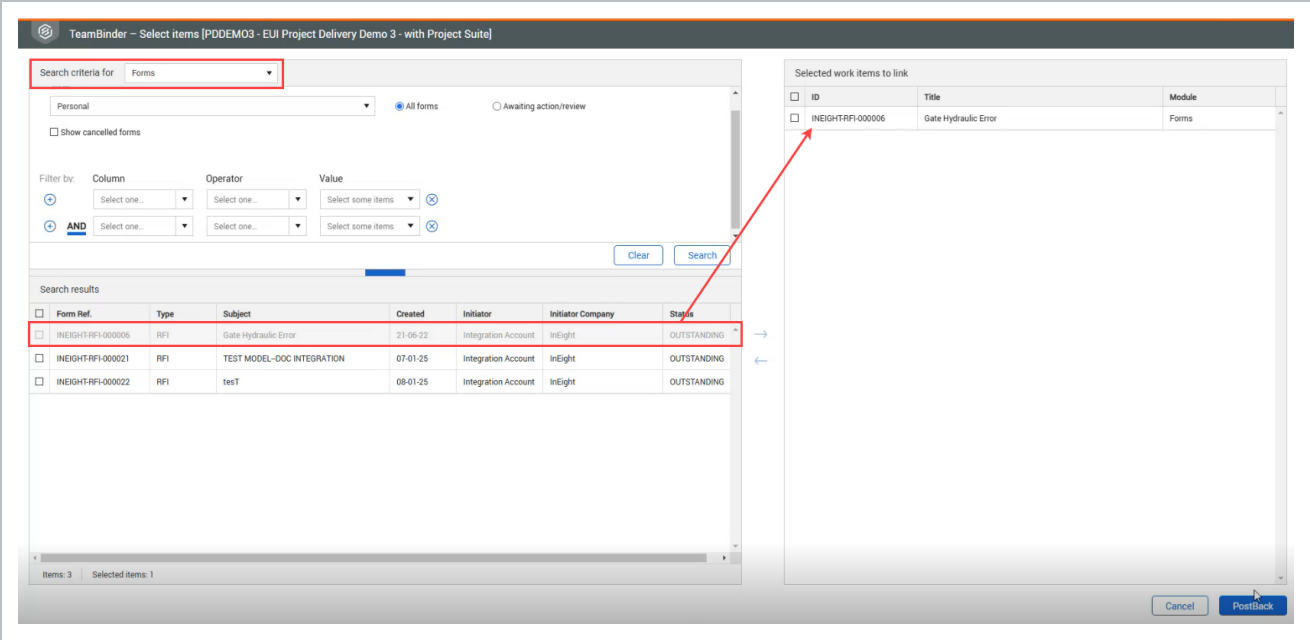 TeamBinder – Select items [PDDEMO3 - EUI Project Delivery Demo 3 - with Project Suite]
Search criteria for Forms
Personal All forms Awaiting action/review
Show cancelled forms
Filter by: Column Operator Value
Select one... Select one... Select some items
AND Select one... Select one... Select some items
Clear Search
Search results
Form Ref. Type Subject Created Initiator Initiator Company Status
INEIGHT-RFI-000006 RFI Gate Hydraulic Error 21-06-22 Integration Account InEight OUTSTANDING
INEIGHT-RFI-000021 RFI TEST MODEL-DOC INTEGRATION 07-01-25 Integration Account InEight OUTSTANDING
INEIGHT-RFI-000022 RFI tesT 08-01-25 Integration Account InEight OUTSTANDING
Items: 3 Selected items: 1
Selected work items to link
ID Title Module
INEIGHT-RFI-000006 Gate Hydraulic Error Forms
Cancel PostBack